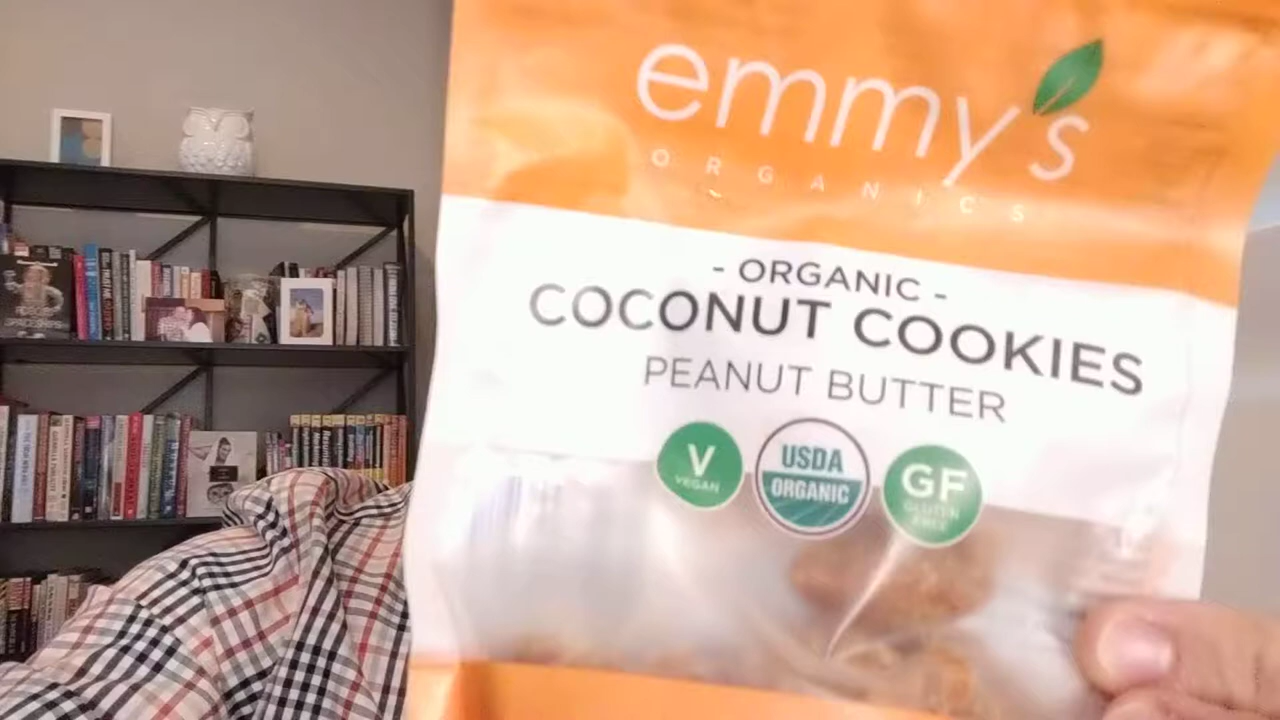 emmy's
ORGANICS
- ORGANIC -
COCONUT COOKIES
PEANUT BUTTER
V
VEGAN
USDA
ORGANIC
GF
GLUTEN
FREE